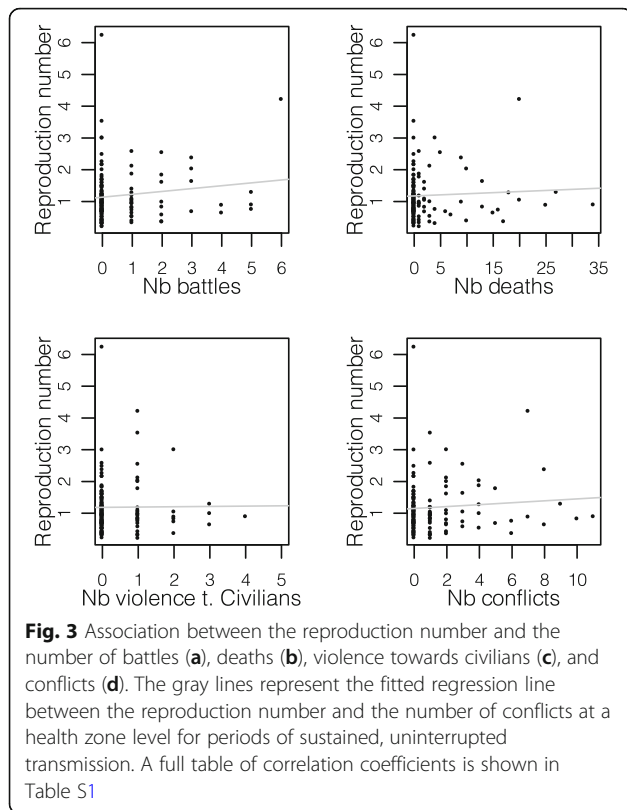 Reproduction number
6
5
4
3
2
1
0 1 2 3 4 5 6
Nb battles
Reproduction number
6
5
4
3
2
1
0 5 15 25 35
Nb deaths
Reproduction number
6
5
4
3
2
1
0 1 2 3 4 5
Nb violence t. Civilians
Reproduction number
6
5
4
3
2
1
0 2 4 6 8 10
Nb conflicts
Fig. 3 Association between the reproduction number and the
number of battles (a), deaths (b), violence towards civilians (c), and
conflicts (d). The gray lines represent the fitted regression line
between the reproduction number and the number of conflicts at a
health zone level for periods of sustained, uninterrupted
transmission. A full table of correlation coefficients is shown in
Table S1